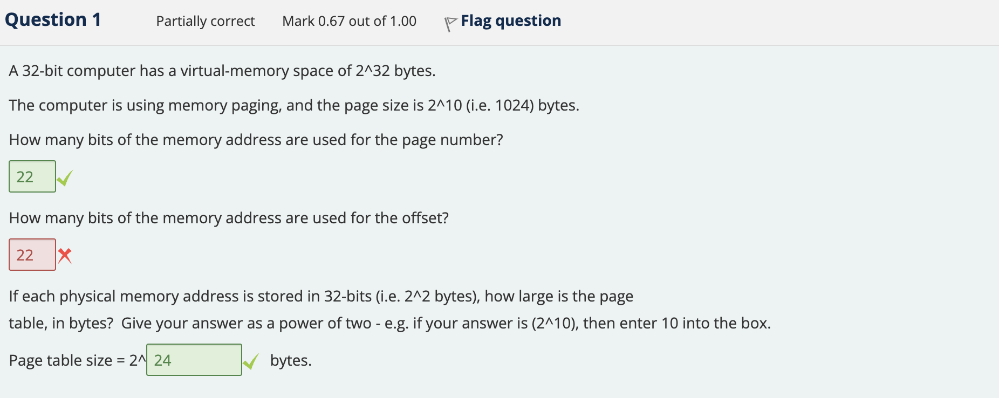 Question 1 Partially correct Mark 0.67 out of 1.00 Flag question
A 32-bit computer has a virtual-memory space of 2^32 bytes.
The computer is using memory paging, and the page size is 2^10 (i.e. 1024) bytes.
How many bits of the memory address are used for the page number?
22
How many bits of the memory address are used for the offset?
22
If each physical memory address is stored in 32-bits (i.e. 2^2 bytes), how large is the page
table, in bytes?  Give your answer as a power of two - e.g. if your answer is (2^10), then enter 10 into the box.
Page table size = 2^ 24 bytes.